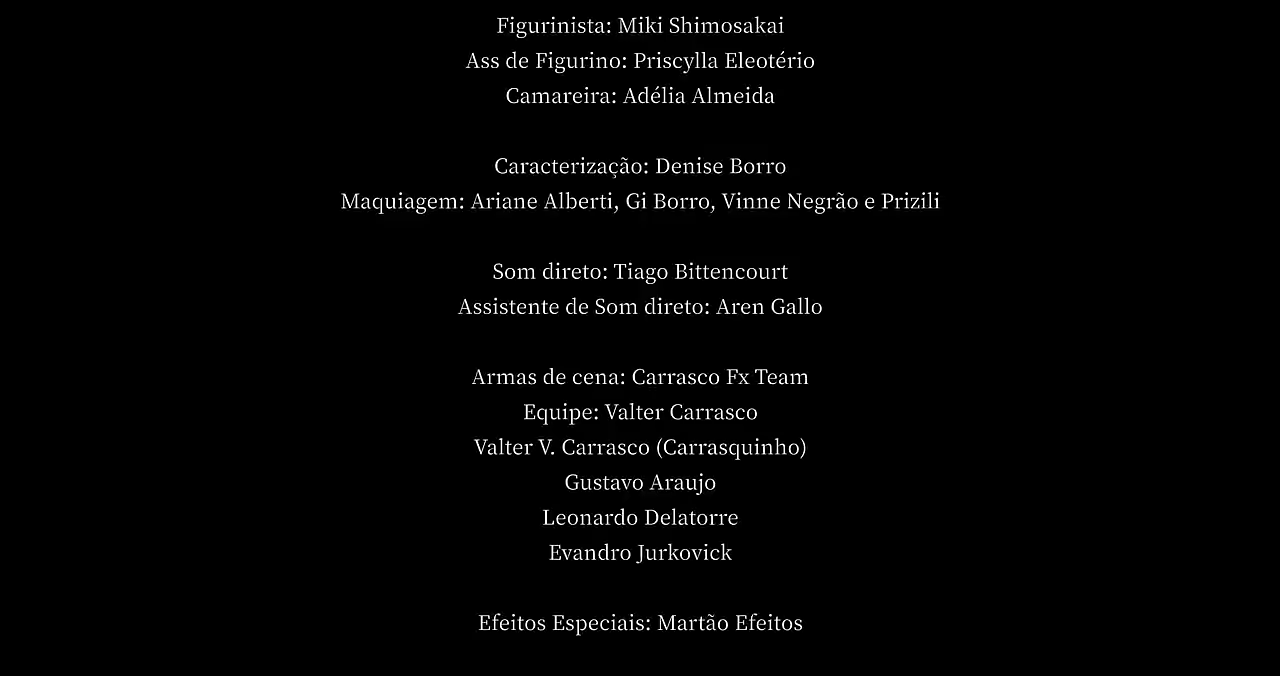 Figurinista: Miki Shimosakai
Ass de Figurino: Priscylla Eleotério
Camareira: Adélia Almeida
Caracterização: Denise Borro
Maquiagem: Ariane Alberti, Gi Borro, Vinne Negrão e Prizili
Som direto: Tiago Bittencourt
Assistente de Som direto: Aren Gallo
Armas de cena: Carrasco Fx Team
Equipe: Valter Carrasco
Valter V. Carrasco (Carrasquinho)
Gustavo Araujo
Leonardo Delatorre
Evandro Jurkovick
Efeitos Especiais: Martão Efeitos